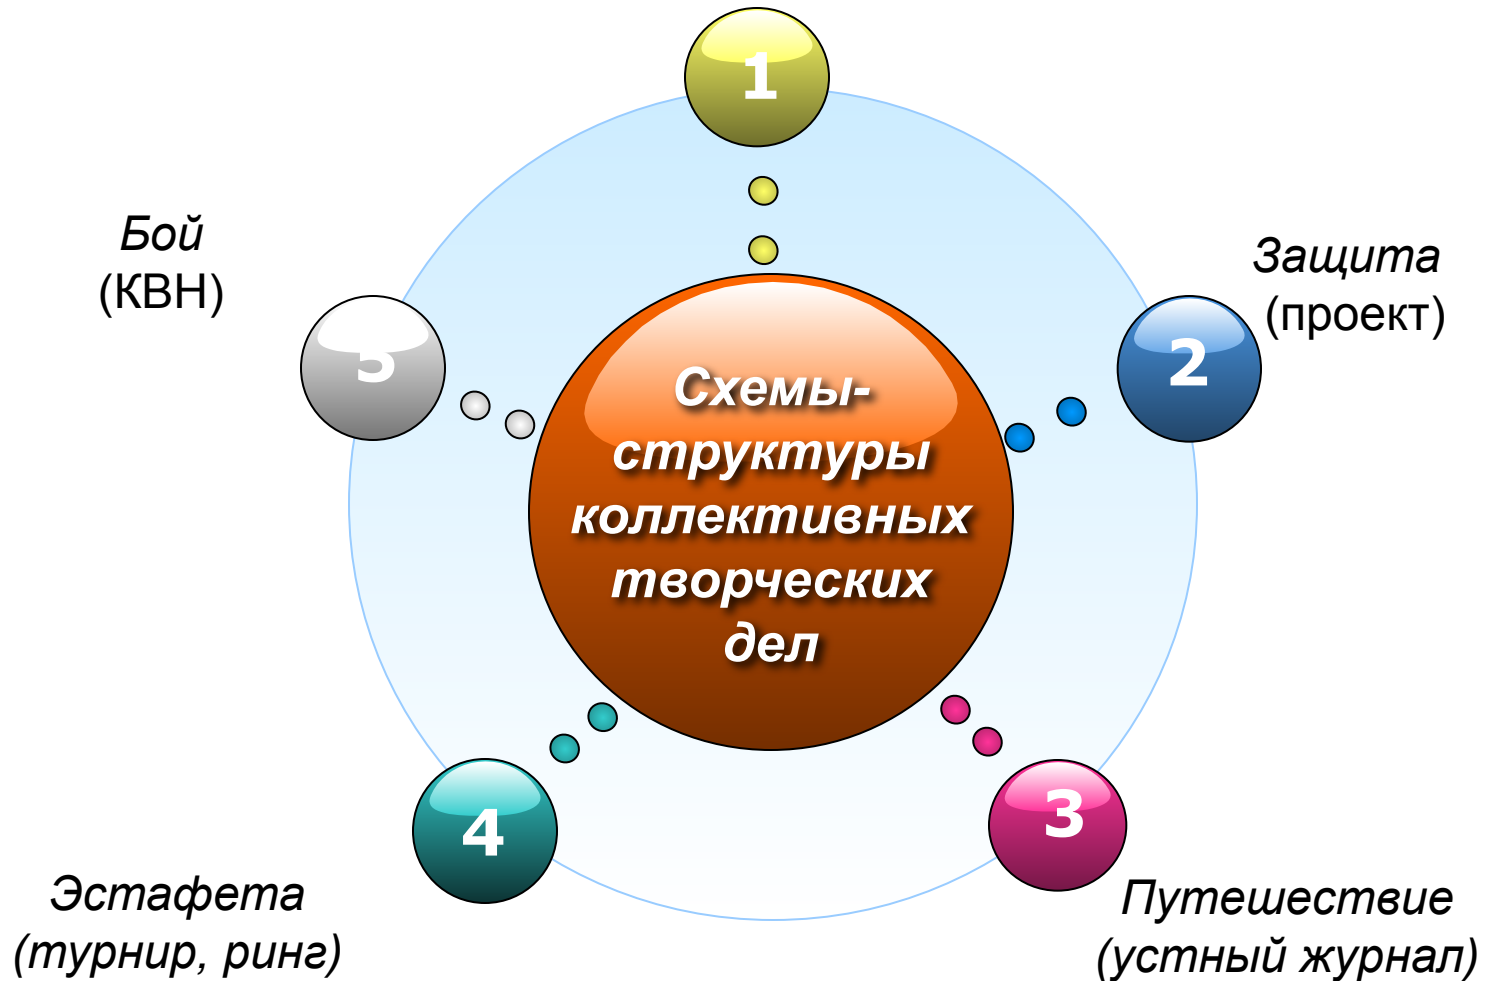 1
Бой
(КВН)
Защита
(проект)
5
2
Схемы-
структуры
коллективных
творческих
дел
4
3
Эстафета
(турнир, ринг)
Путешествие
(устный журнал)